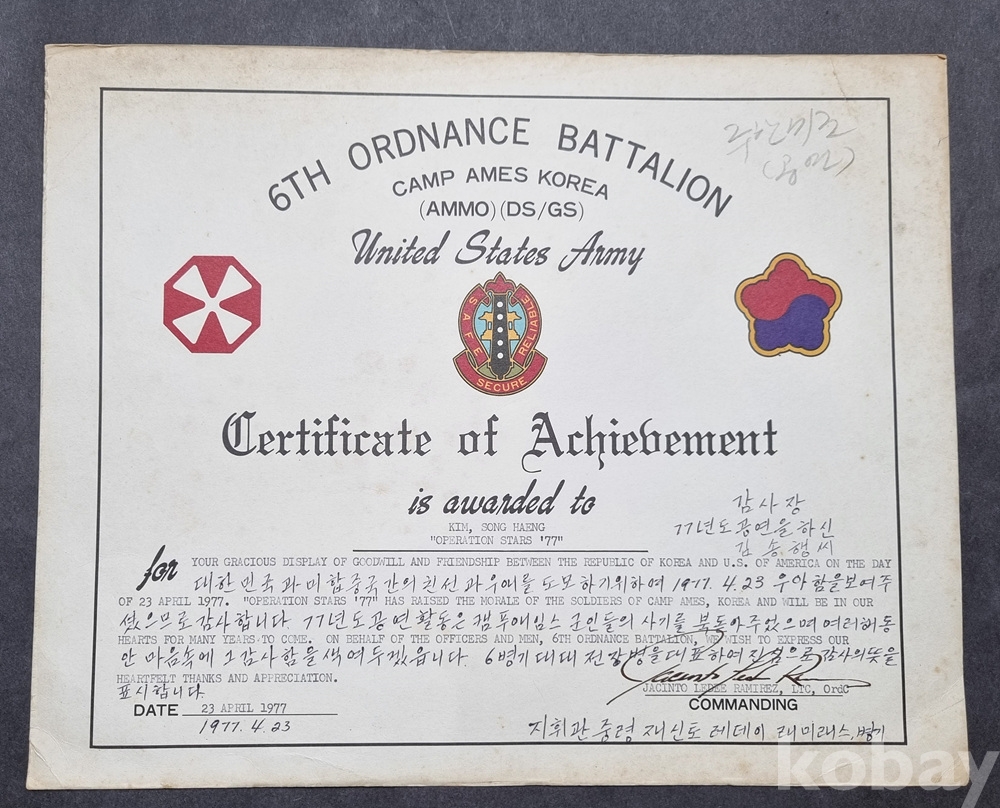 6TH ORDNANCE BATTALION
주한미군
(공연)
CAMP AMES KOREA
(AMMO)(DS/GS)
United States Army
SAFE
RELIABLE
SECURE
Certificate of Achievement
is awarded to
감사장
KIM, SONG HAENG
77년도공연을하신
"OPERATION STARS '77"
김송행씨
for YOUR GRACIOUS DISPLAY OF GOODWILL AND FRIENDSHIP BETWEEN THE REPUBLIC OF KOREA AND U.S. OF AMERICA ON THE DAY
대한민국과미합중국간의친선과우애를도모하기위하여 1977. 4. 23 우아함을보여주
OF 23 APRIL 1977. "OPERATION STARS '77" HAS RAISED THE MORALE OF THE SOLDIERS OF CAMP AMES, KOREA AND WILL BE IN OUR
셨으므로감사합니다. 77년도공연활동은캠프애임스군인들의사기를북돋아주었으며여러해동
HEARTS FOR MANY YEARS TO COME. ON BEHALF OF THE OFFICERS AND MEN, 6TH ORDNANCE BATTALION, WE WISH TO EXPRESS OUR
안마음속에그감사함을색여두겠읍니다. 6병기대대전장병을대표하여진심으로감사의뜻을
HEARTFELT THANKS AND APPRECIATION.
표시합니다.
JACINTO LEDEE RAMIREZ, LTC, OrdC
DATE 23 APRIL 1977
COMMANDING
1977. 4. 23
지휘관중령재신토레데이래미레스,병기
kobay